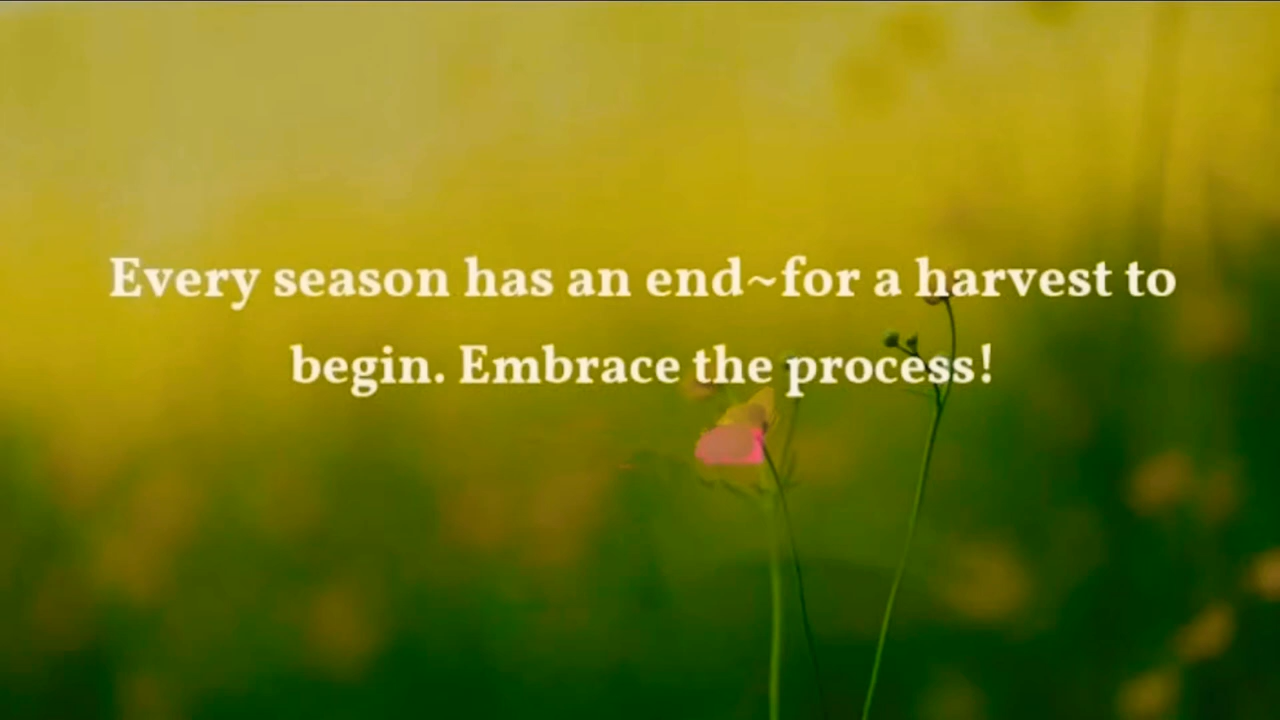 Every season has an end~for a harvest to
begin. Embrace the process!